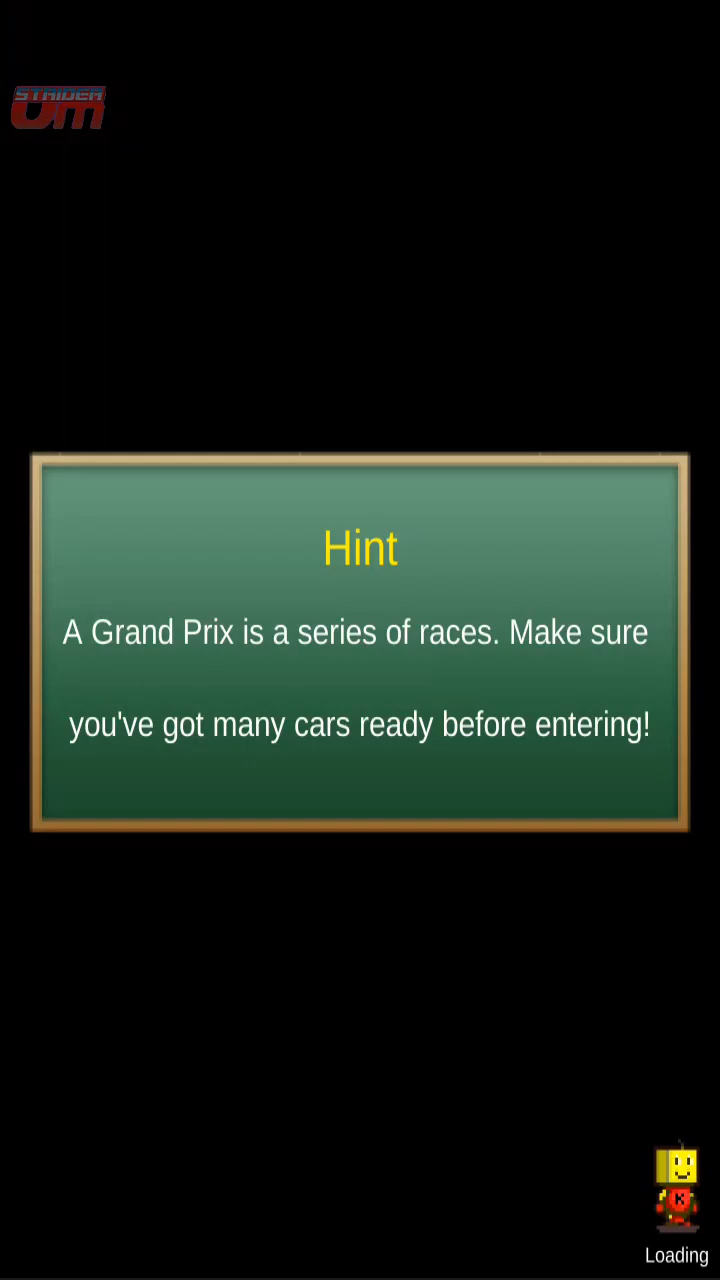 STRIDER
Um
Hint
A Grand Prix is a series of races. Make sure
you've got many cars ready before entering!
K
Loading